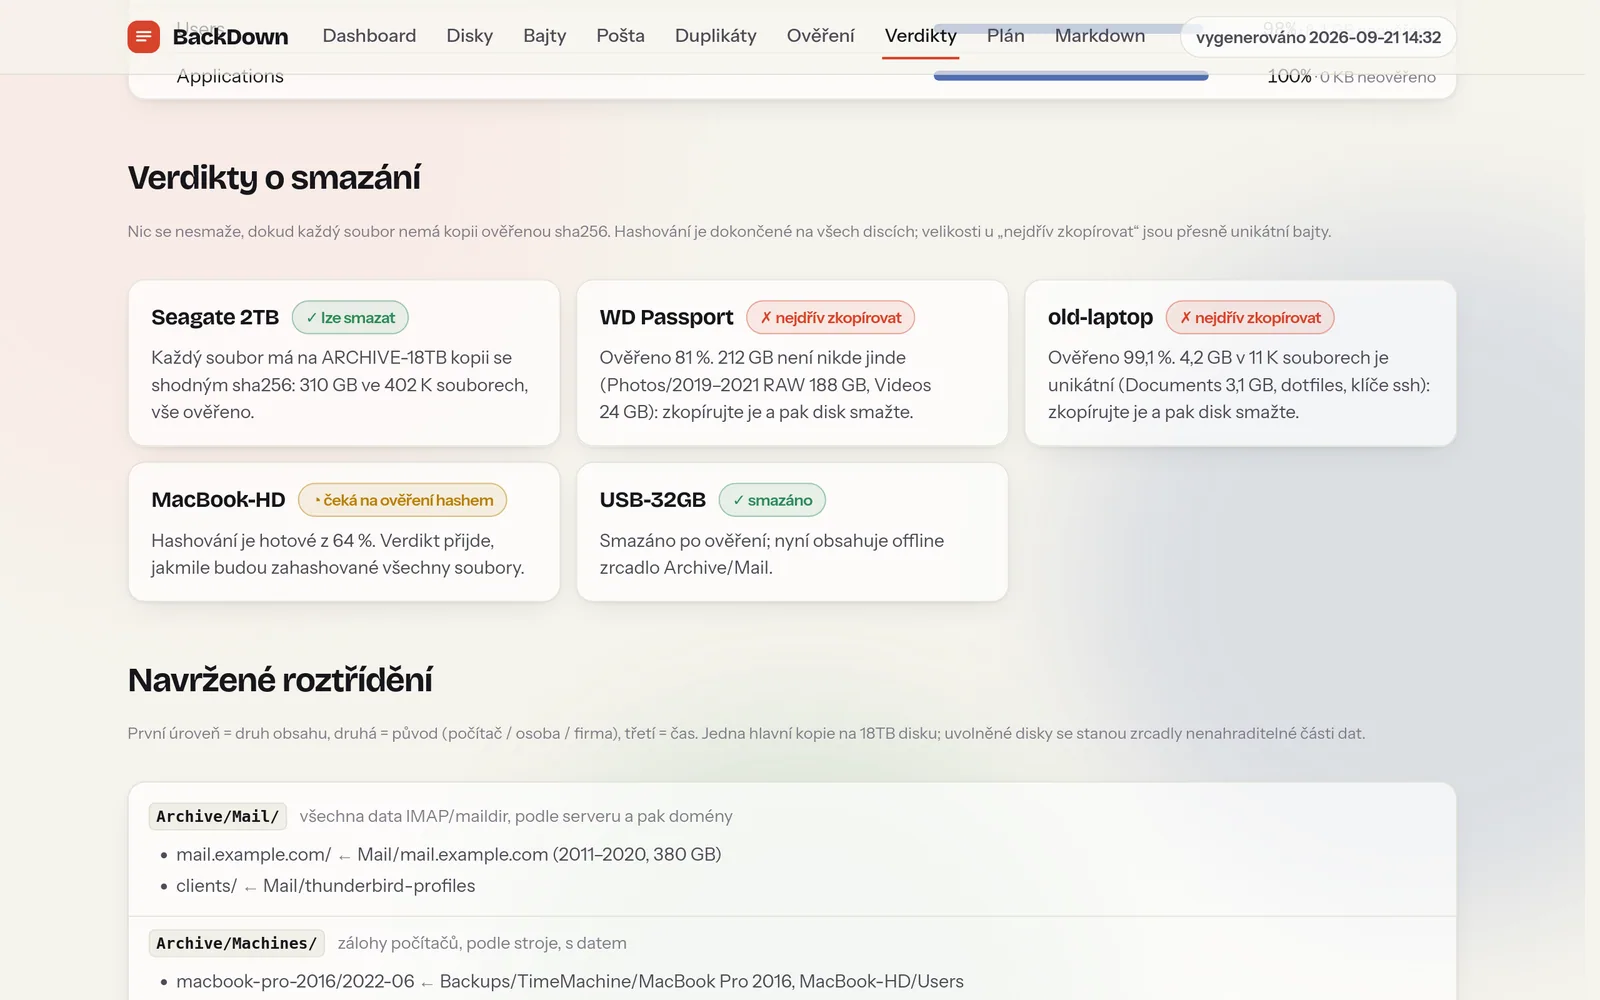 Users
98%
BackDown
Dashboard
Disky
Bajty
Pošta
Duplikáty
Ověření
Verdikty
Plán
Markdown
vygenerováno 2026-09-21 14:32
Applications
100% · 0 KB neověřeno
Verdikty o smazání
Nic se nesmaže, dokud každý soubor nemá kopii ověřenou sha256. Hashování je dokončené na všech discích; velikosti u „nejdřív zkopírovat“ jsou přesně unikátní bajty.
Seagate 2TB
✓ lze smazat
Každý soubor má na ARCHIVE-18TB kopii se
shodným sha256: 310 GB ve 402 K souborech,
vše ověřeno.
WD Passport
✗ nejdřív zkopírovat
Ověřeno 81 %. 212 GB není nikde jinde
(Photos/2019–2021 RAW 188 GB, Videos
24 GB): zkopírujte je a pak disk smažte.
old-laptop
✗ nejdřív zkopírovat
Ověřeno 99,1 %. 4,2 GB v 11 K souborech je
unikátní (Documents 3,1 GB, dotfiles, klíče ssh):
zkopírujte je a pak disk smažte.
MacBook-HD
· čeká na ověření hashem
Hashování je hotové z 64 %. Verdikt přijde,
jakmile budou zahashované všechny soubory.
USB-32GB
✓ smazáno
Smazáno po ověření; nyní obsahuje offline
zrcadlo Archive/Mail.
Navržené roztřídění
První úroveň = druh obsahu, druhá = původ (počítač / osoba / firma), třetí = čas. Jedna hlavní kopie na 18TB disku; uvolněné disky se stanou zrcadly nenahraditelné části dat.
Archive/Mail/ všechna data IMAP/maildir, podle serveru a pak domény
• mail.example.com/ ← Mail/mail.example.com (2011–2020, 380 GB)
• clients/ ← Mail/thunderbird-profiles
Archive/Machines/ zálohy počítačů, podle stroje, s datem
• macbook-pro-2016/2022-06 ← Backups/TimeMachine/MacBook Pro 2016, MacBook-HD/Users